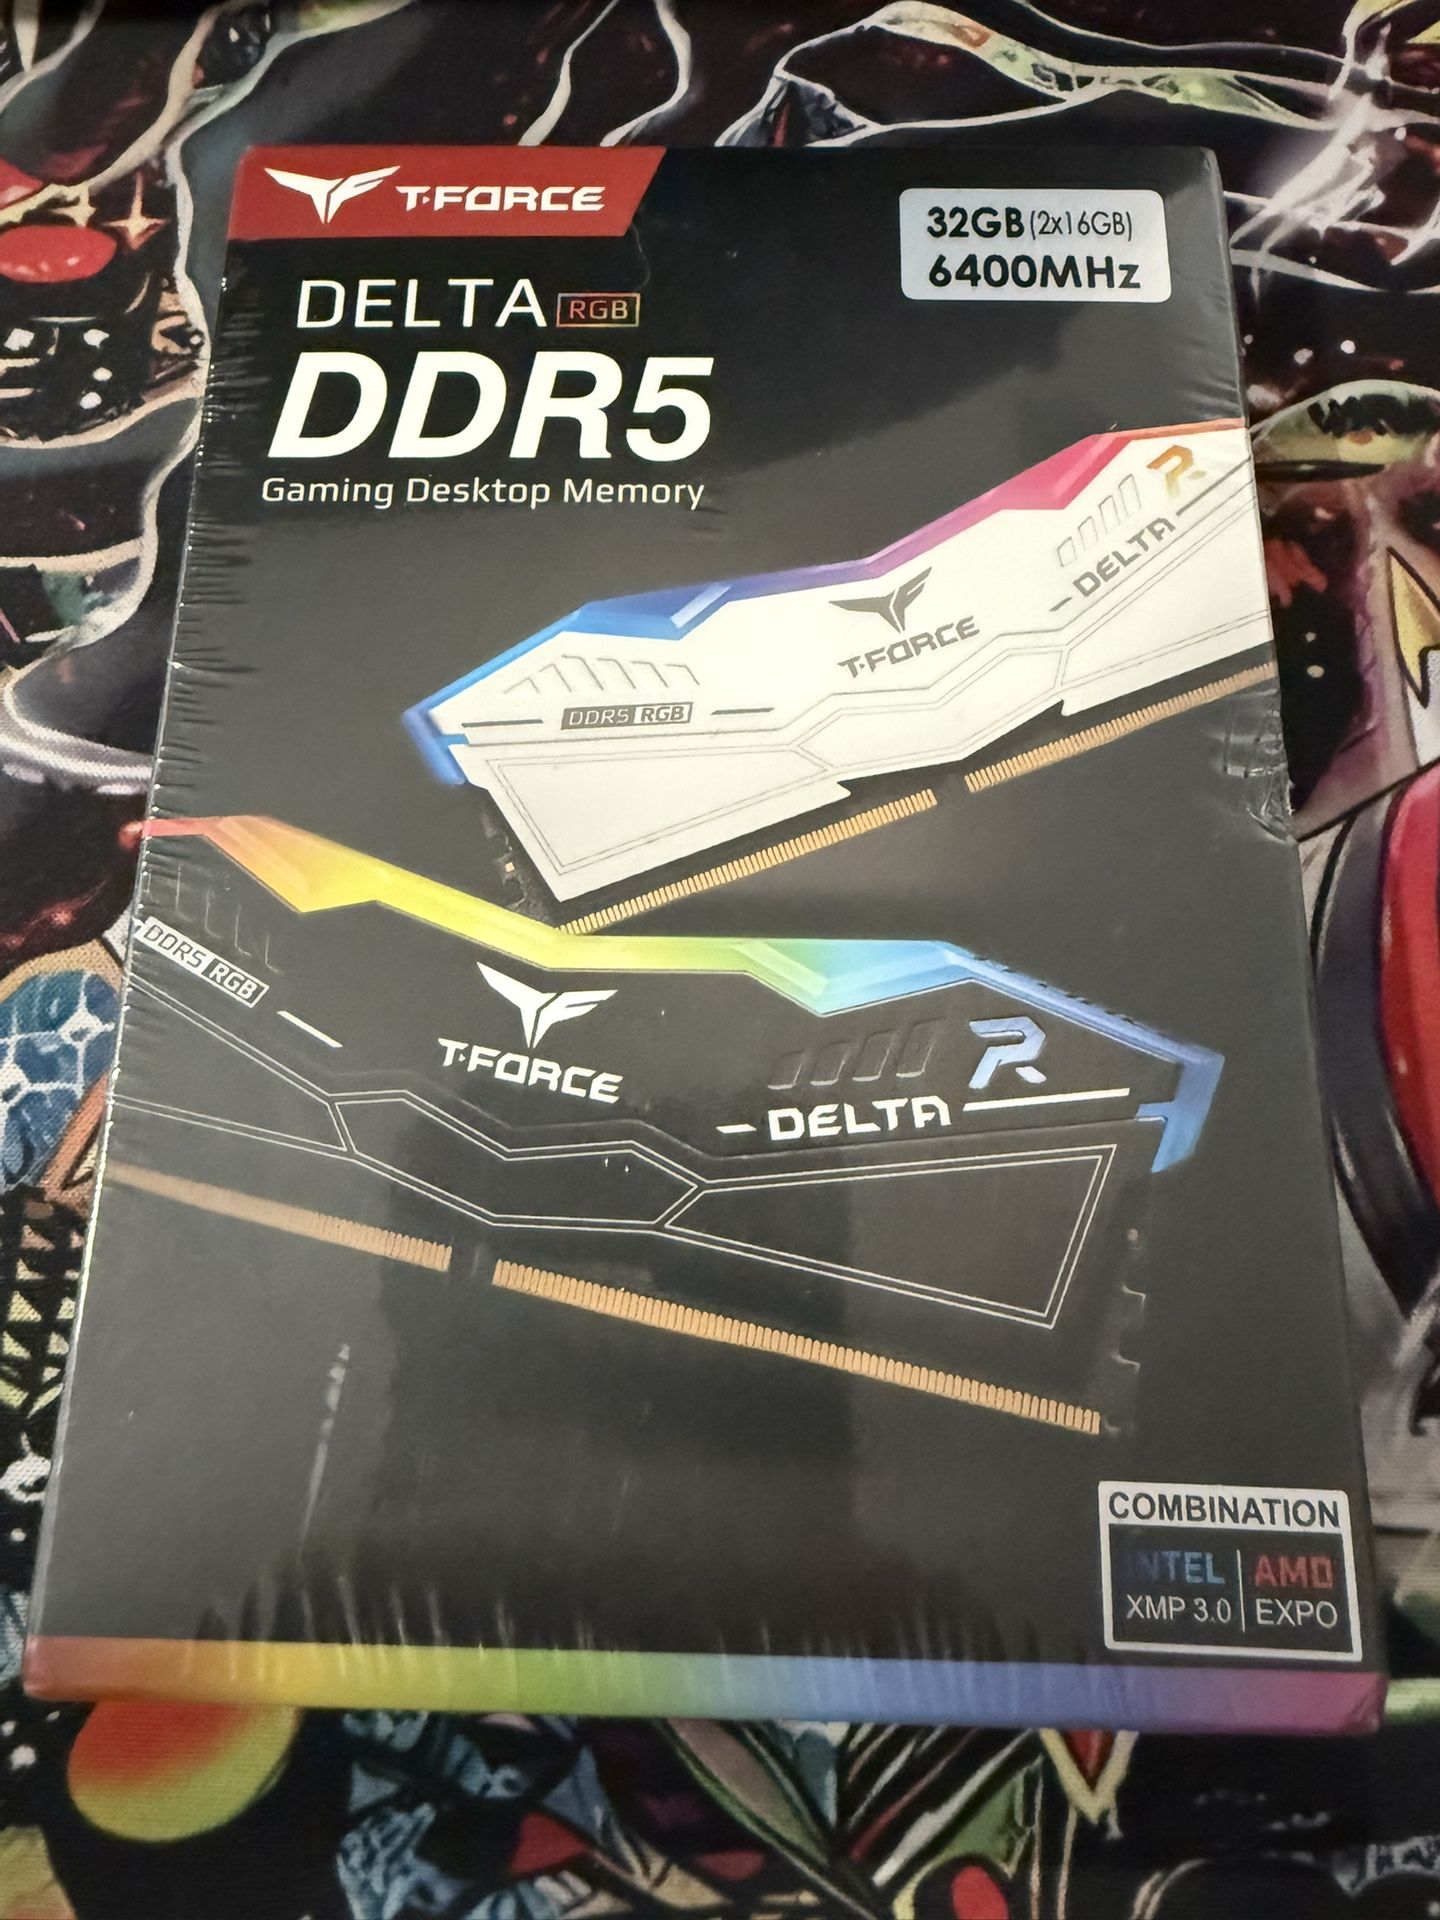 T-FORCE
32GB(2x16GB)
6400MHz
DELTA RGB
DDR5
Gaming Desktop Memory
R
DELTA
T-FORCE
DDR5 RGB
DDR5 RGB
T-FORCE
R
DELTA
COMBINATION
INTEL AMD
XMP 3.0 EXPO